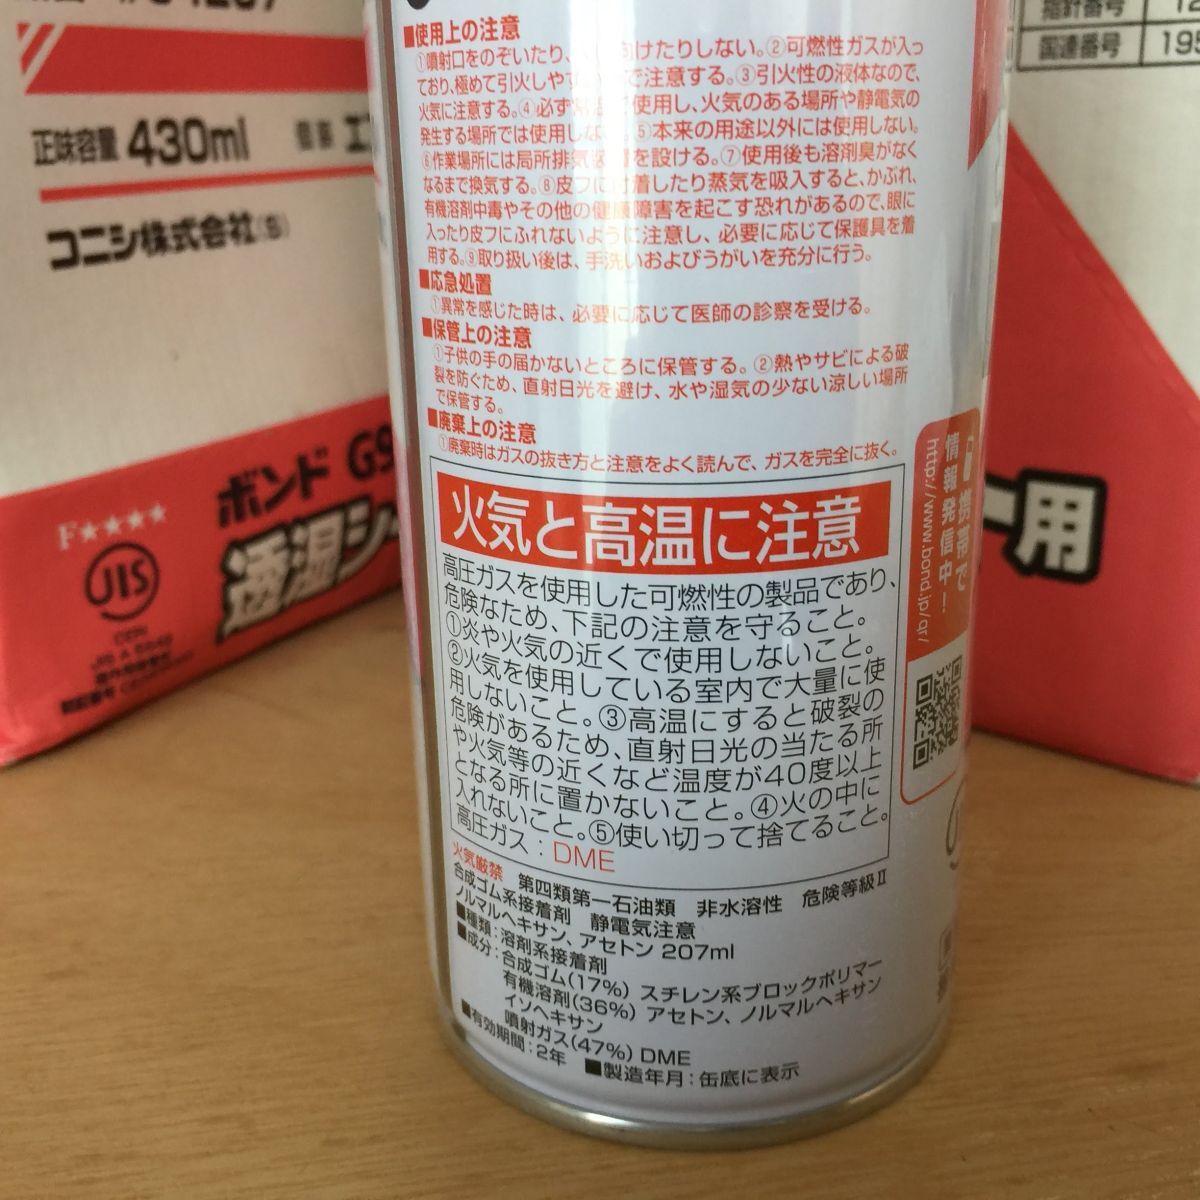 正味容量 430ml
コニシ株式会社(S)
ボンド G9
透湿シー
F★★★★
JIS
■使用上の注意
①噴射口をのぞいたり、 向けたりしない。②可燃性ガスが入っ
ており、極めて引火しやす で注意する。③引火性の液体なので、
火気に注意する。④必ず常温で使用し、火気のある場所や静電気の
発生する場所では使用しない。⑤本来の用途以外には使用しない。
⑥作業場所には局所排気装置を設ける。⑦使用後も溶剤臭がなく
なるまで換気する。⑧皮フに付着したり蒸気を吸入すると、かぶれ、
有機溶剤中毒やその他の健康障害を起こす恐れがあるので、眼に
入ったり皮フにふれないように注意し、必要に応じて保護具を着
用する。⑨取り扱い後は、手洗いおよびうがいを充分に行う。
■応急処置
①異常を感じた時は、必要に応じて医師の診察を受ける。
■保管上の注意
①子供の手の届かないところに保管する。②熱やサビによる破
裂を防ぐため、直射日光を避け、水や湿気の少ない涼しい場所
で保管する。
■廃棄上の注意
①廃棄時はガスの抜き方と注意をよく読んで、ガスを完全に抜く。
火気と高温に注意
高圧ガスを使用した可燃性の製品であり、
危険なため、下記の注意を守ること。
①炎や火気の近くで使用しないこと。
②火気を使用している室内で大量に使
用しないこと。③高温にすると破裂の
危険があるため、直射日光の当たる所
や火気等の近くなど温度が40度以上
となる所に置かないこと。④火の中に
入れないこと。⑤使い切って捨てること。
高圧ガス：DME
火気厳禁 第四類第一石油類 非水溶性 危険等級Ⅱ
合成ゴム系接着剤 静電気注意
ノルマルヘキサン、アセトン 207ml
■種類：溶剤系接着剤
■成分：合成ゴム(17%) スチレン系ブロックポリマー
有機溶剤(36%) アセトン、ノルマルヘキサン
イソヘキサン
噴射ガス(47%) DME
■有効期間：2年 ■製造年月：缶底に表示
携帯で
情報発信中！
http://www.bond.jp/qr/
指針番号 12
国連番号 195
ー用